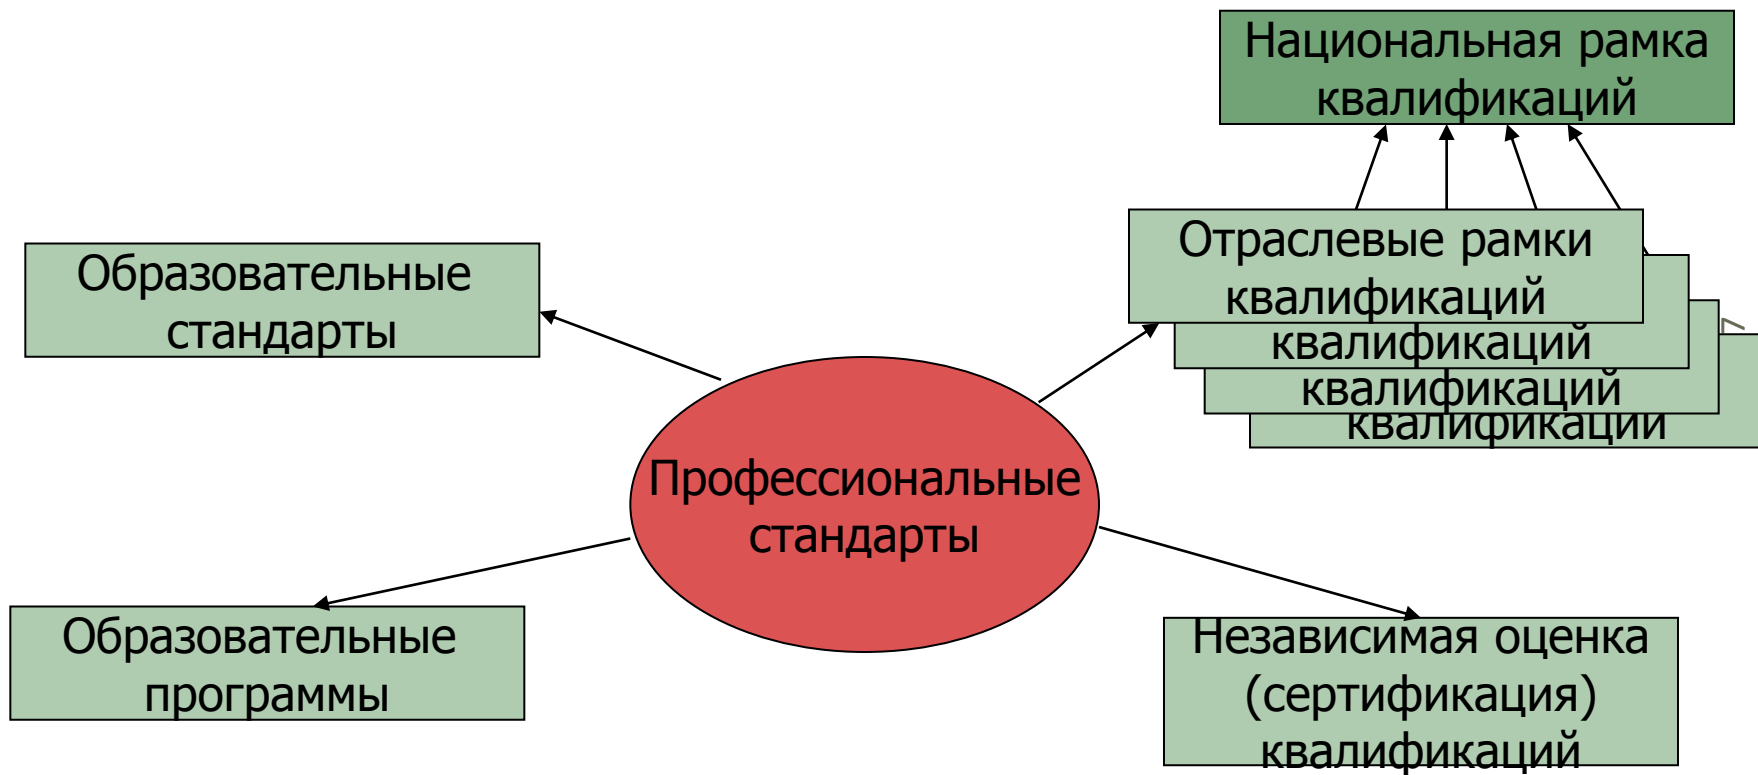 Национальная рамка
квалификаций
Отраслевые рамки
квалификаций
квалификаций
квалификаций
квалификаций
7
Образовательные
стандарты
Профессиональные
стандарты
Образовательные
программы
Независимая оценка
(сертификация)
квалификаций